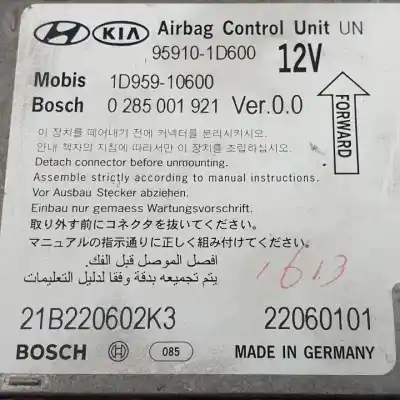 HYUNDAI KIA Airbag Control Unit UN
95910-1D600 12V
Mobis 1D959-10600
Bosch 0 285 001 921 Ver.0.0
FORWARD
이 장치를 떼어내기 전에 커넥터를 분리시키시오.
안내 책자의 지침에 따라서만 이 장치를 조립하십시오.
Detach connector before unmounting.
Assemble strictly according to manual instructions.
Vor Ausbau Stecker abziehen.
Einbau nur gemaess Wartungsvorschrift.
取り外す前にコネクタを抜いてください。
マニュアルの指示通りに正しく組み付けてください。
افصل الموصل قبل الفك.
يتم تجميعه بدقة وفقا لدليل التعليمات
1613
21B220602K3 22060101
BOSCH 085 MADE IN GERMANY